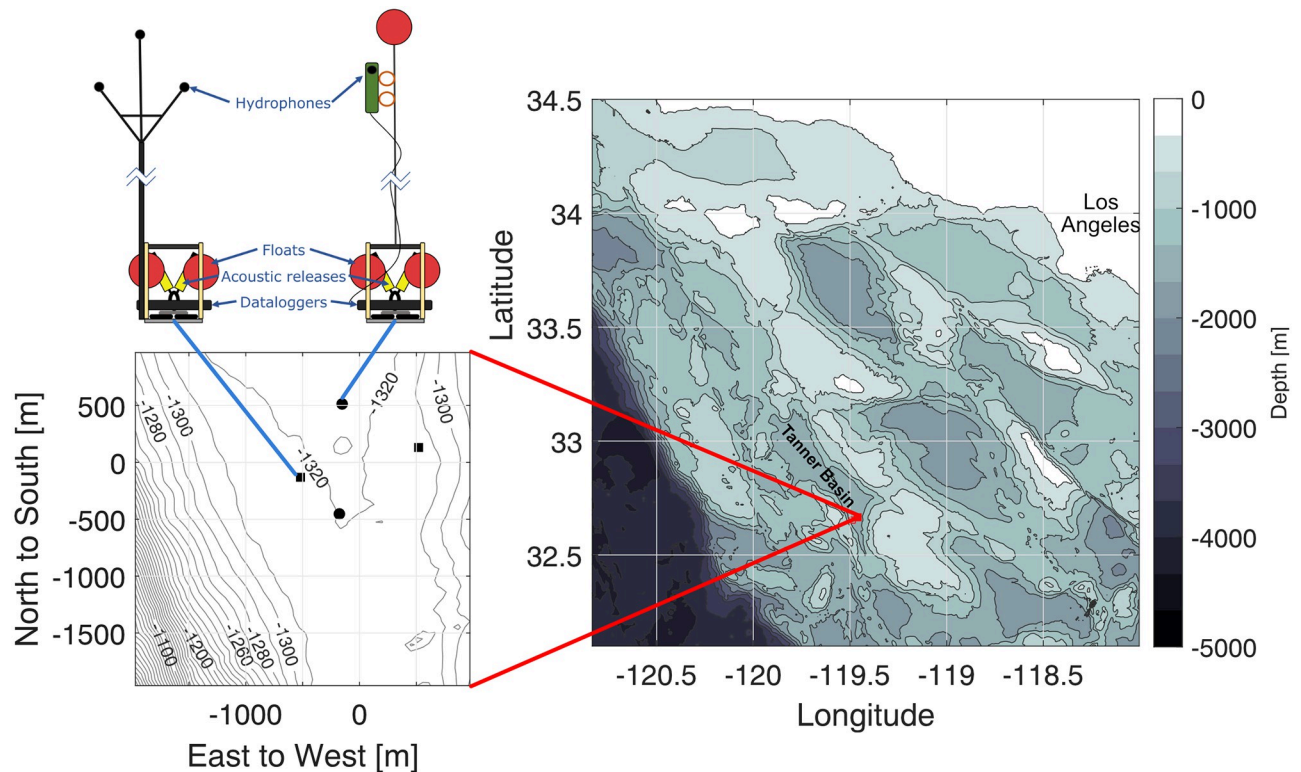 Hydrophones
Floats
Acoustic releases
Dataloggers
North to South [m]
500
0
-500
-1000
-1500
-1280
-1300
-1320
-1320
-1300
-1100
-1200
-1260
-1280
-1300
-1000
0
East to West [m]
Latitude
34.5
34
33.5
33
32.5
Los
Angeles
Tanner Basin
-120.5
-120
-119.5
-119
-118.5
Longitude
0
-1000
-2000
-3000
-4000
-5000
Depth [m]